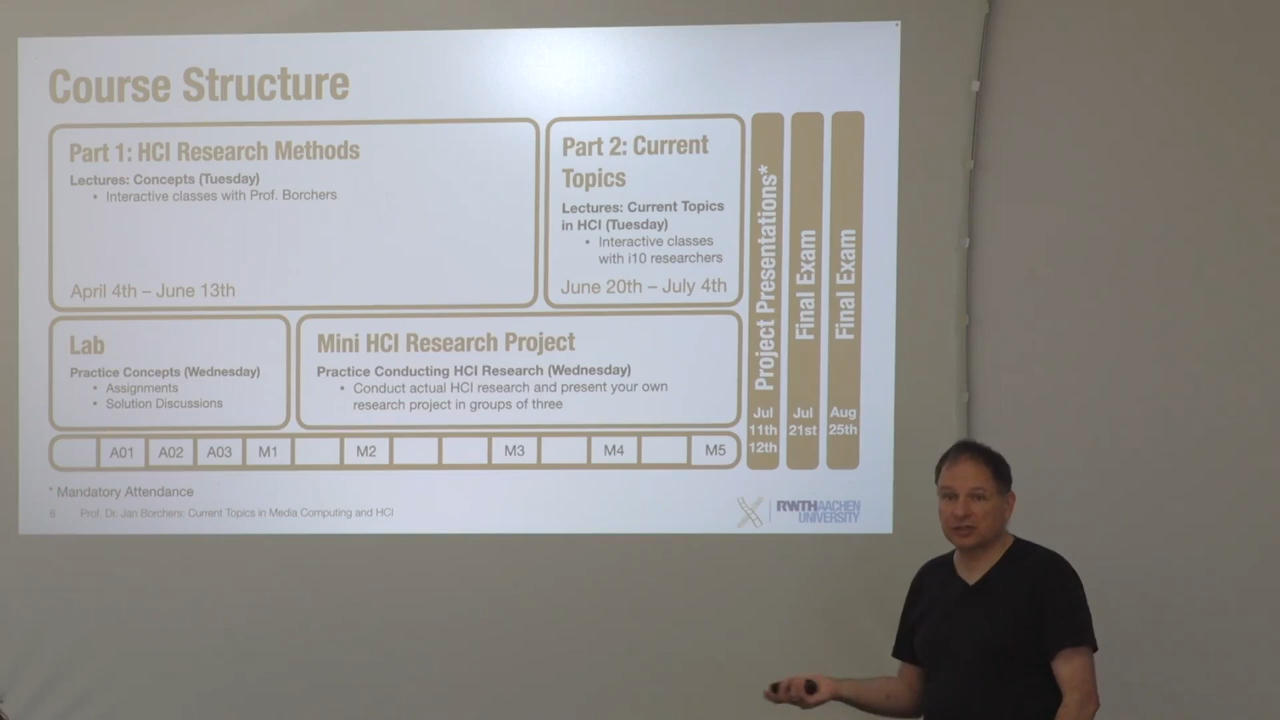 Course Structure
Part 1: HCI Research Methods
Lectures: Concepts (Tuesday)
• Interactive classes with Prof. Borchers
April 4th – June 13th
Part 2: Current
Topics
Lectures: Current Topics
in HCI (Tuesday)
• Interactive classes
with i10 researchers
June 20th – July 4th
Lab
Practice Concepts (Wednesday)
• Assignments
• Solution Discussions
Mini HCI Research Project
Practice Conducting HCI Research (Wednesday)
• Conduct actual HCI research and present your own
research project in groups of three
A01 A02 A03 M1 M2 M3 M4 M5
Project Presentations*
Jul
11th
12th
Final Exam
Jul
21st
Final Exam
Aug
25th
* Mandatory Attendance
6 Prof. Dr. Jan Borchers: Current Topics in Media Computing and HCI
RWTHAACHEN
UNIVERSITY